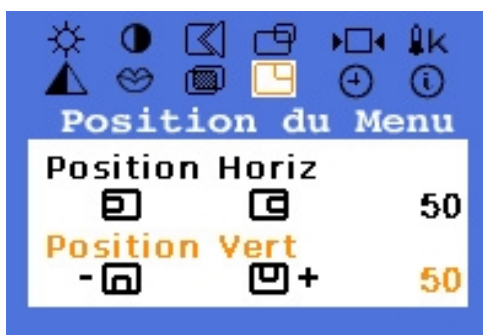 K
Position du Menu
Position Horiz
50
Position Vert
- + 50